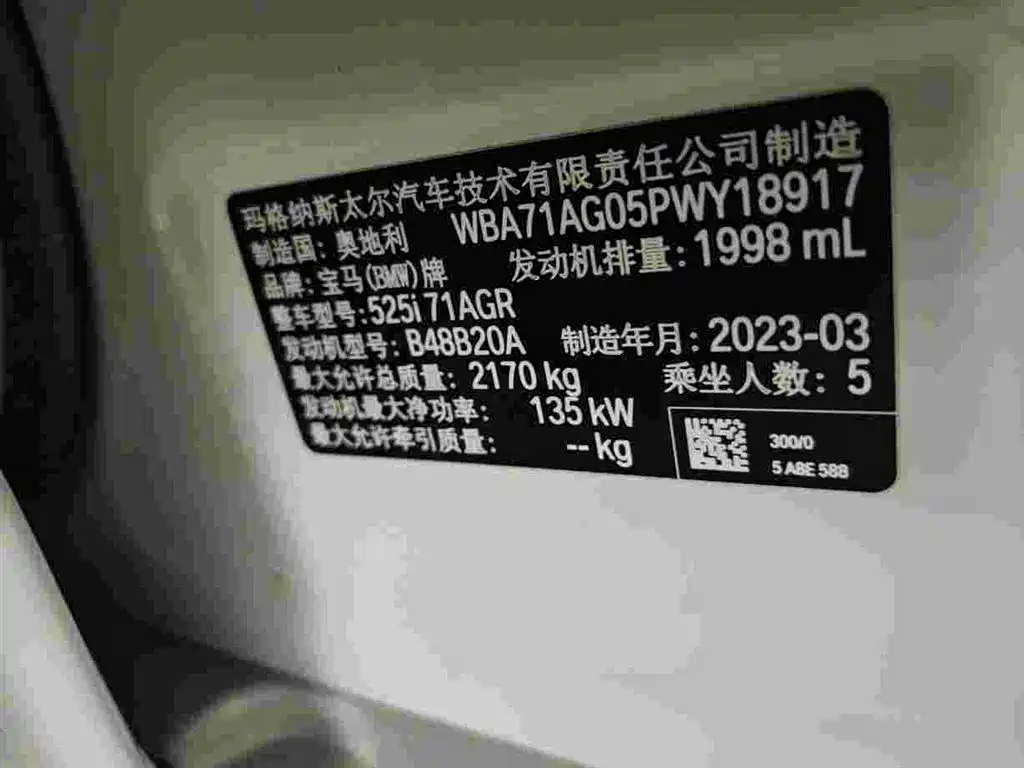 玛格纳斯太尔汽车技术有限责任公司制造
制造国：奥地利 WBA71AG05PWY18917
品牌：宝马(BMW)牌 发动机排量：1998 mL
整车型号：525i 71AGR
发动机型号：B48B20A 制造年月：2023-03
最大允许总质量：2170 kg 乘坐人数：5
发动机最大净功率：135 kW
最大允许牵引质量：-- kg
300/0
5 A8E 588